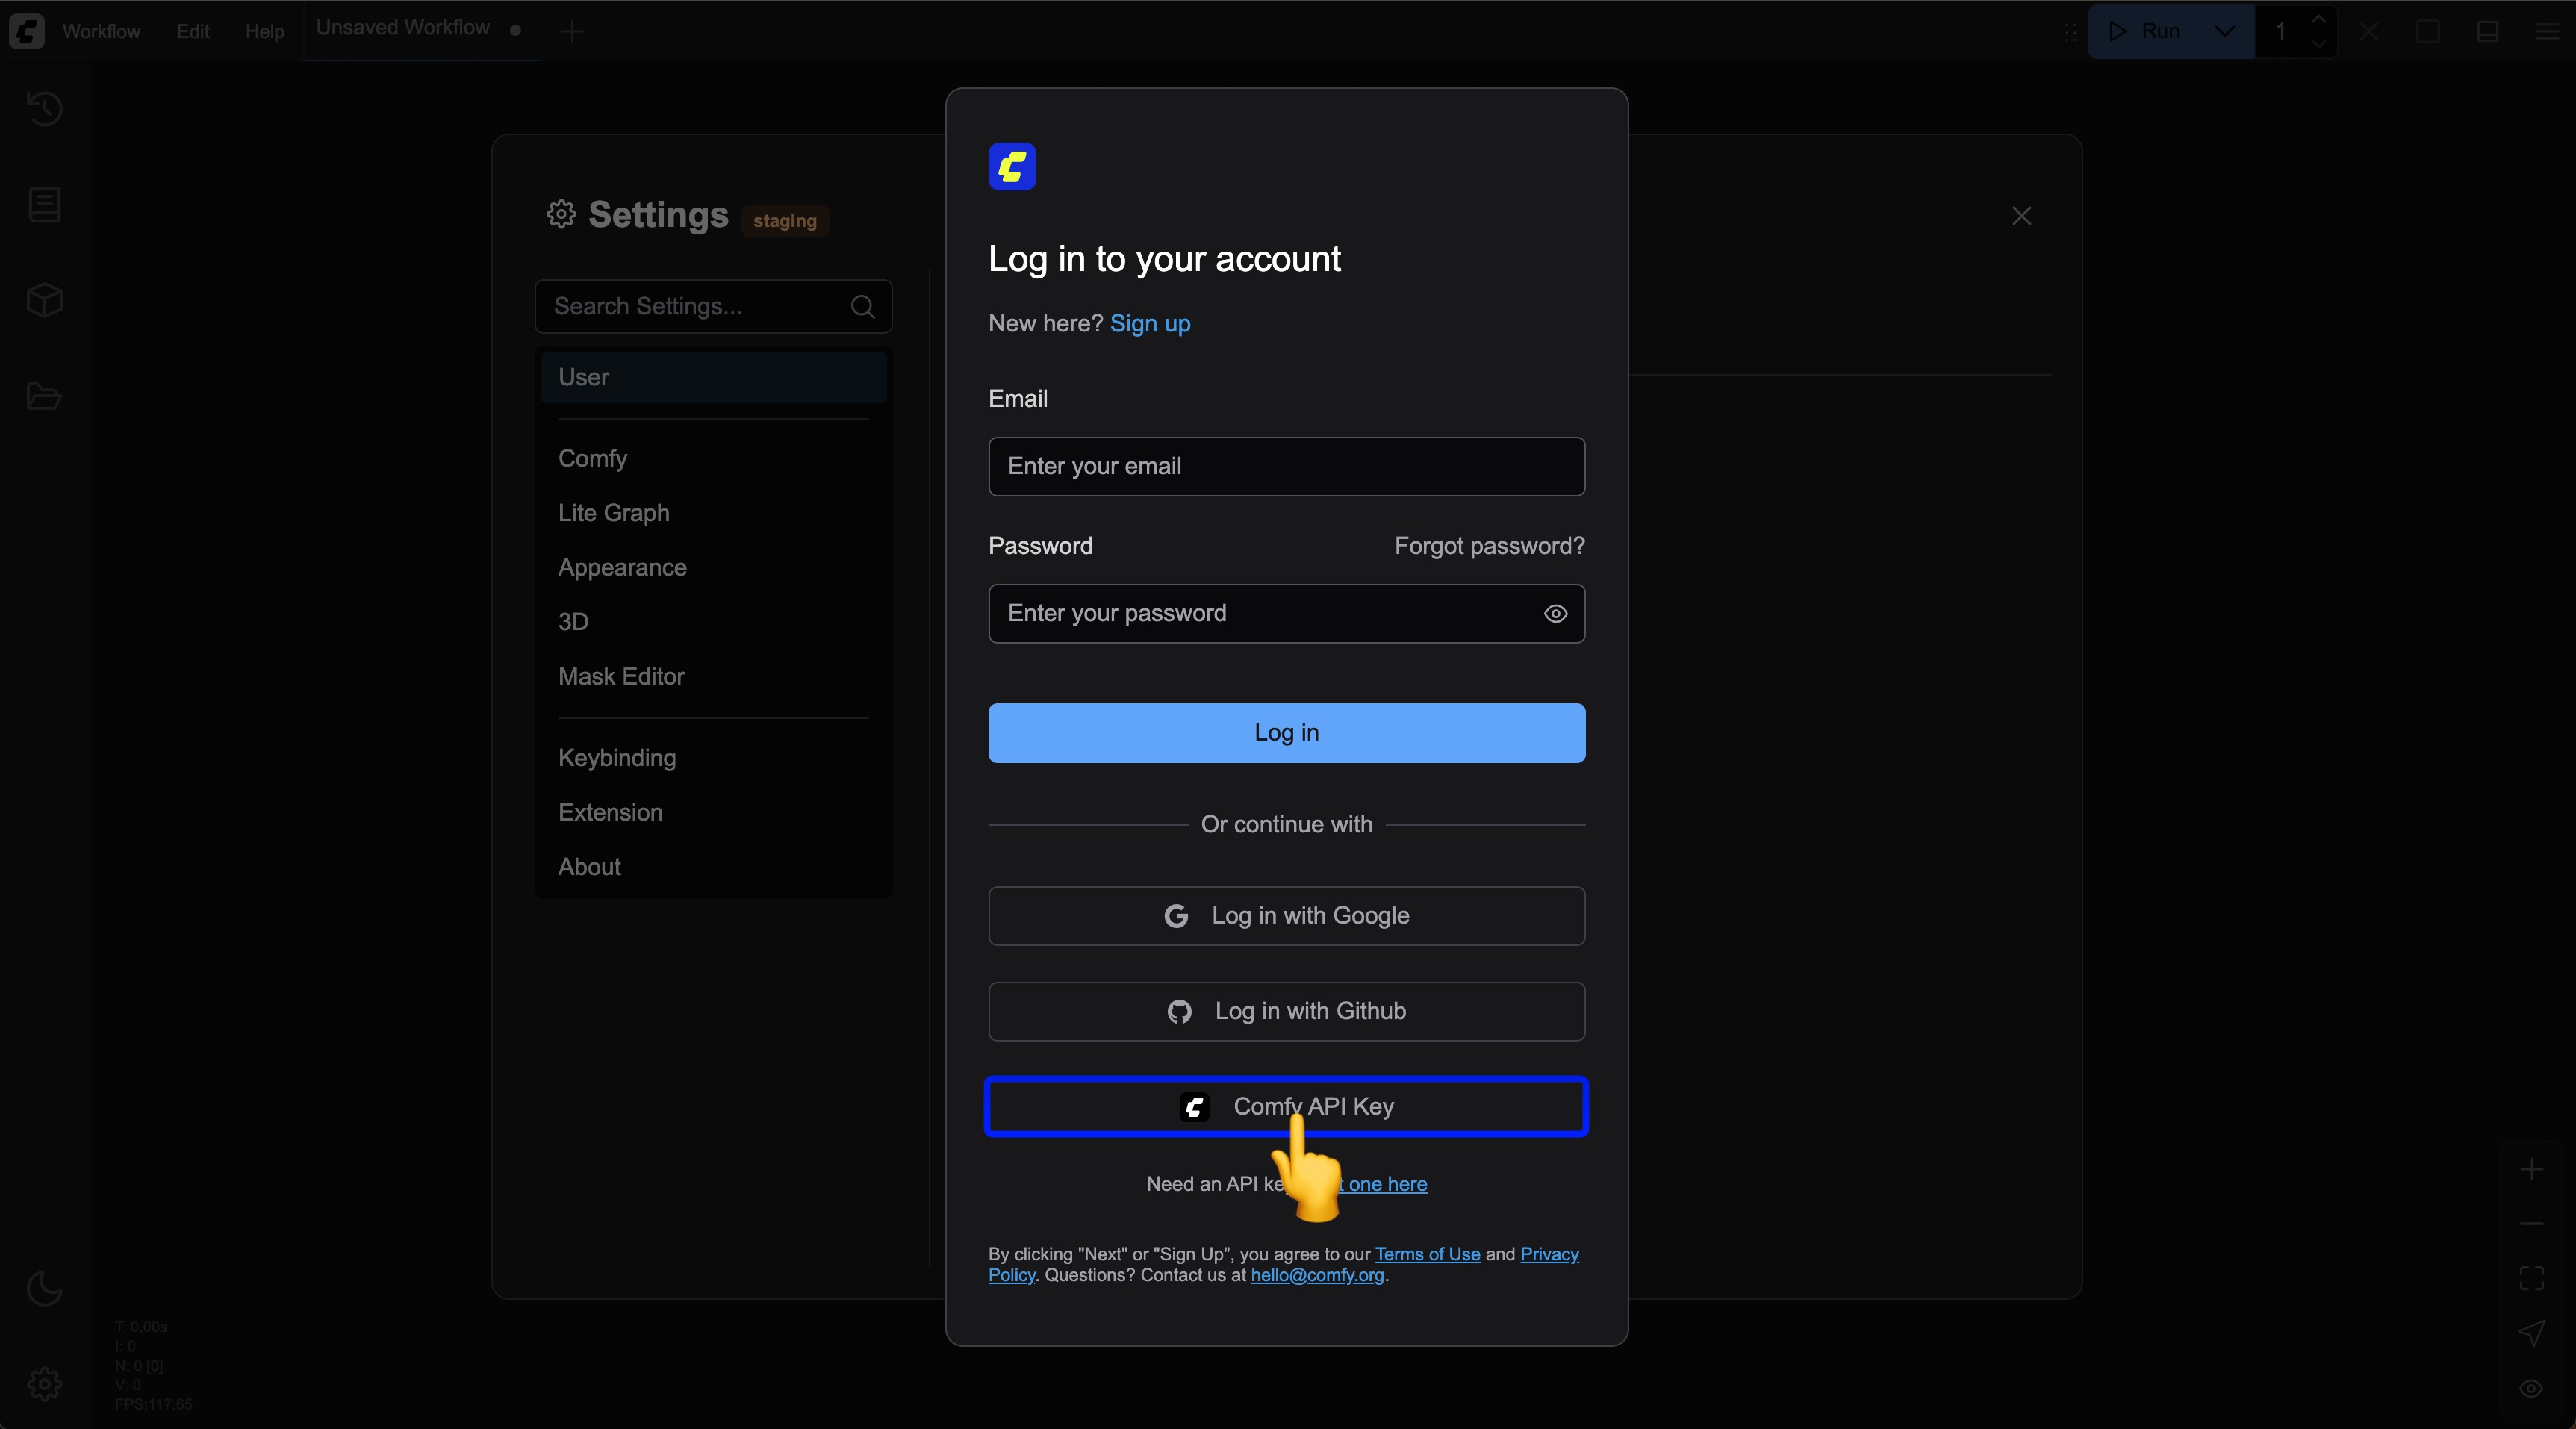 Workflow
Edit
Help
Unsaved Workflow
Run
1
Settings
staging
Search Settings...
User
Comfy
Lite Graph
Appearance
3D
Mask Editor
Keybinding
Extension
About
Log in to your account
New here? Sign up
Email
Enter your email
Password
Forgot password?
Enter your password
Log in
Or continue with
Log in with Google
Log in with Github
Comfy API Key
Need an API one here
By clicking "Next" or "Sign Up", you agree to our Terms of Use and Privacy
Policy. Questions? Contact us at hello@comfy.org.
T: 0.00s
I: 0
N: 0 [0]
V: 0
FPS:117.65